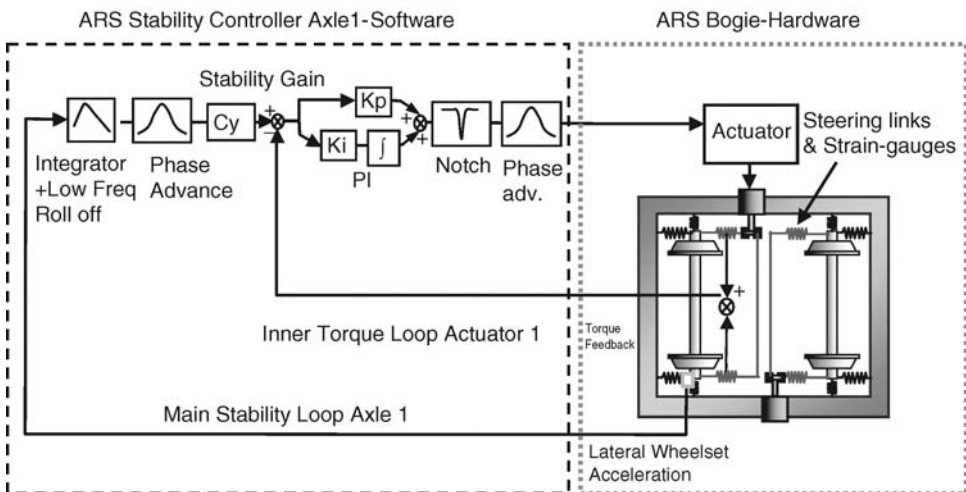 ARS Stability Controller Axle1-Software
ARS Bogie-Hardware
Stability Gain
Kp
Cy
+
−
Ki
∫
+
+
PI
Integrator
+Low Freq
Roll off
Phase
Advance
Notch
Phase
adv.
Actuator
Steering links
& Strain-gauges
+
Inner Torque Loop Actuator 1
Torque
Feedback
Main Stability Loop Axle 1
Lateral Wheelset
Acceleration